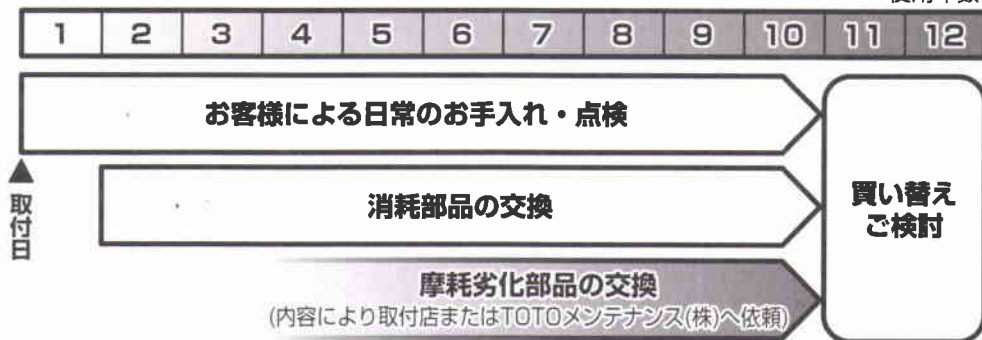 1 2 3 4 5 6 7 8 9 10 11 12
お客様による日常のお手入れ・点検
取付日
消耗部品の交換
買い替え
ご検討
摩耗劣化部品の交換
(内容により取付店またはTOTOメンテナンス(株)へ依頼)